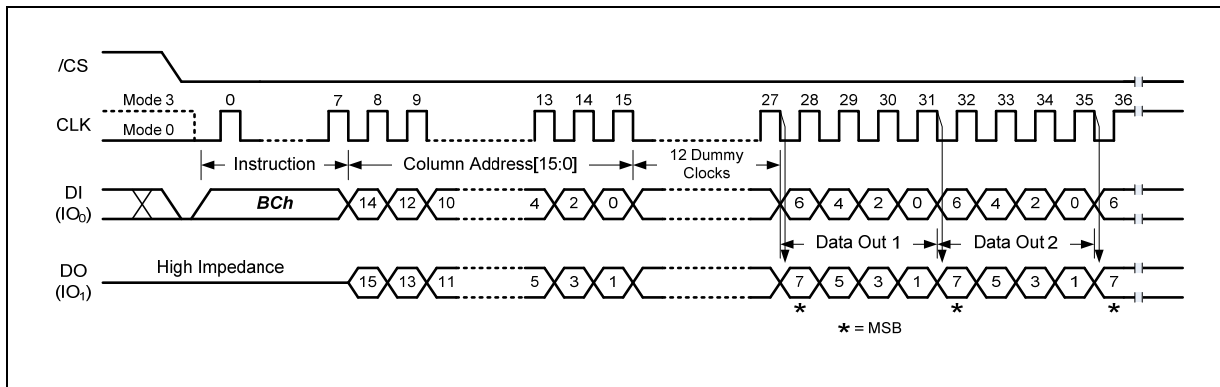 /CS
Mode 3 0 7 8 9 13 14 15 27 28 29 30 31 32 33 34 35 36
CLK Mode 0
Instruction Column Address[15:0] 12 Dummy
Clocks
DI
(IO0) BCh 14 12 10 4 2 0 6 4 2 0 6 4 2 0 6
Data Out 1 Data Out 2
High Impedance
DO
(IO1) 15 13 11 5 3 1 7 5 3 1 7 5 3 1 7
* * *
* = MSB